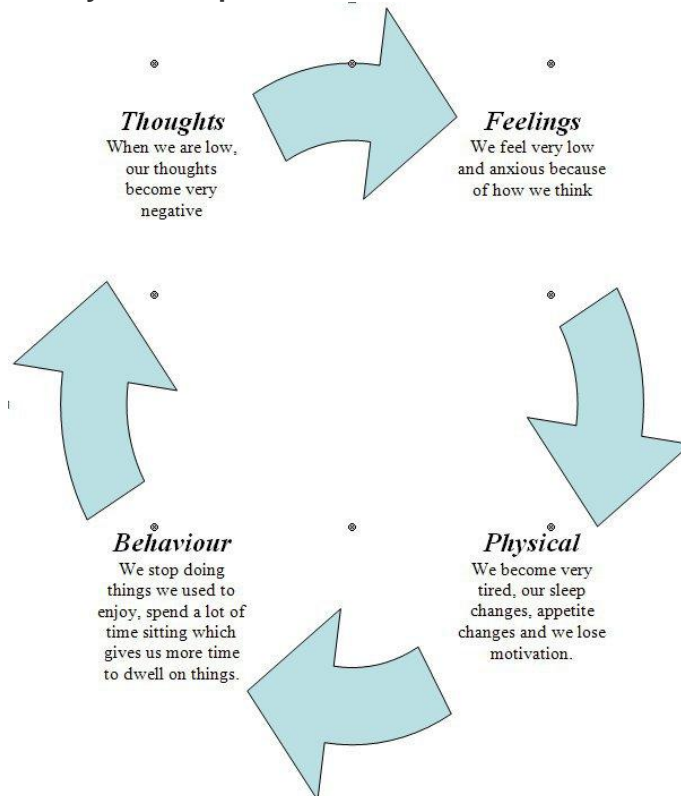 Thoughts
When we are low,
our thoughts
become very
negative
Feelings
We feel very low
and anxious because
of how we think
Physical
We become very
tired, our sleep
changes, appetite
changes and we lose
motivation.
Behaviour
We stop doing
things we used to
enjoy, spend a lot of
time sitting which
gives us more time
to dwell on things.